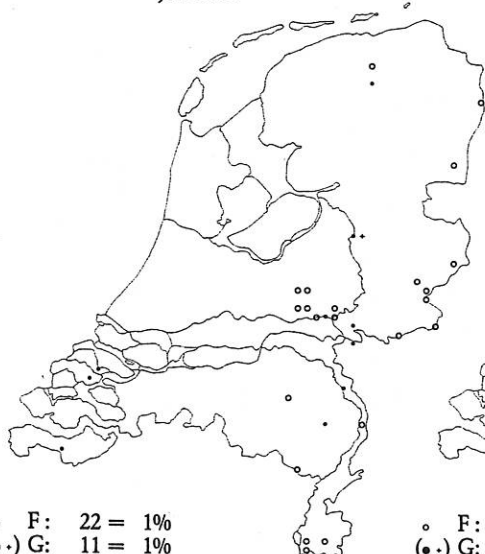 F: 22 = 1%
•) G: 11 = 1%
○ F:
(• •) G: